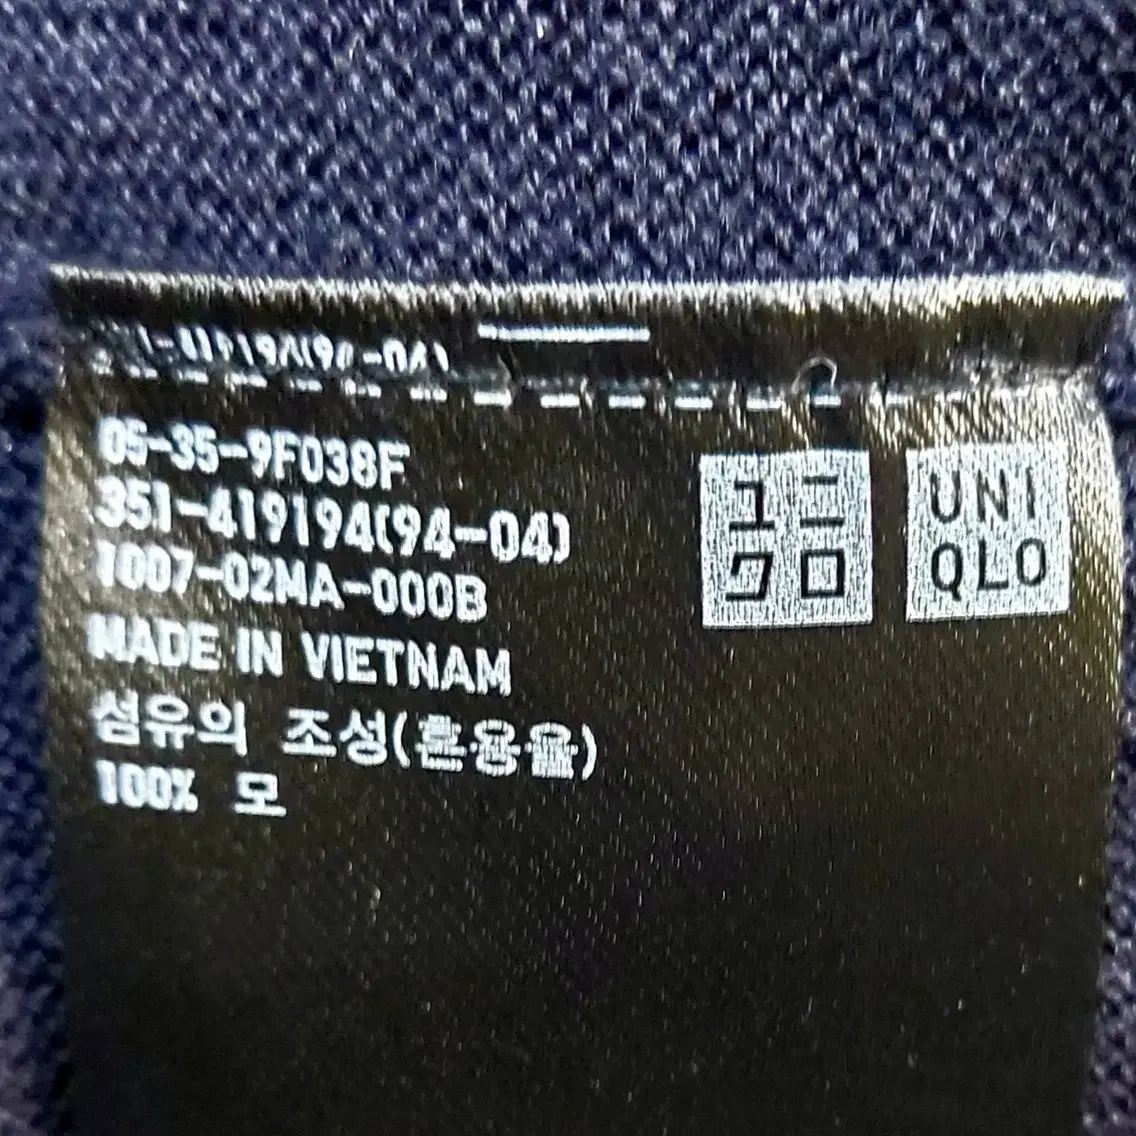 05-35-9F038F
351-419194(94-04)
1007-02MA-000B
MADE IN VIETNAM
섬유의 조성(혼용율)
100% 모
ユニ
クロ
UNI
QLO